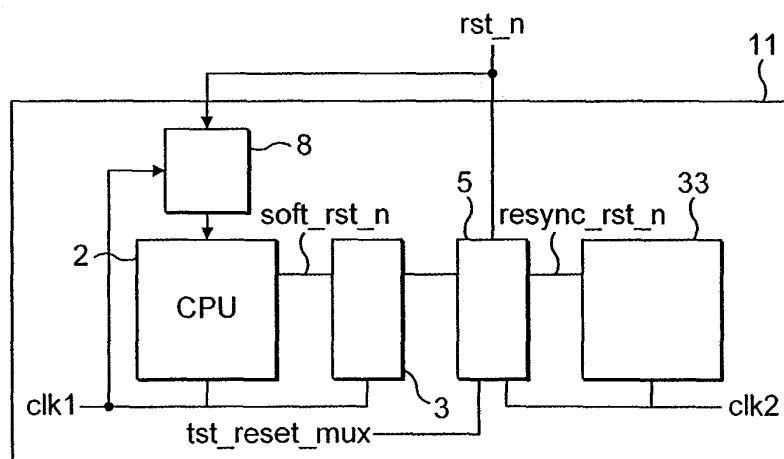 rst_n
11
8
5
33
soft_rst_n
resync_rst_n
2
CPU
3
clk1
clk2
tst_reset_mux